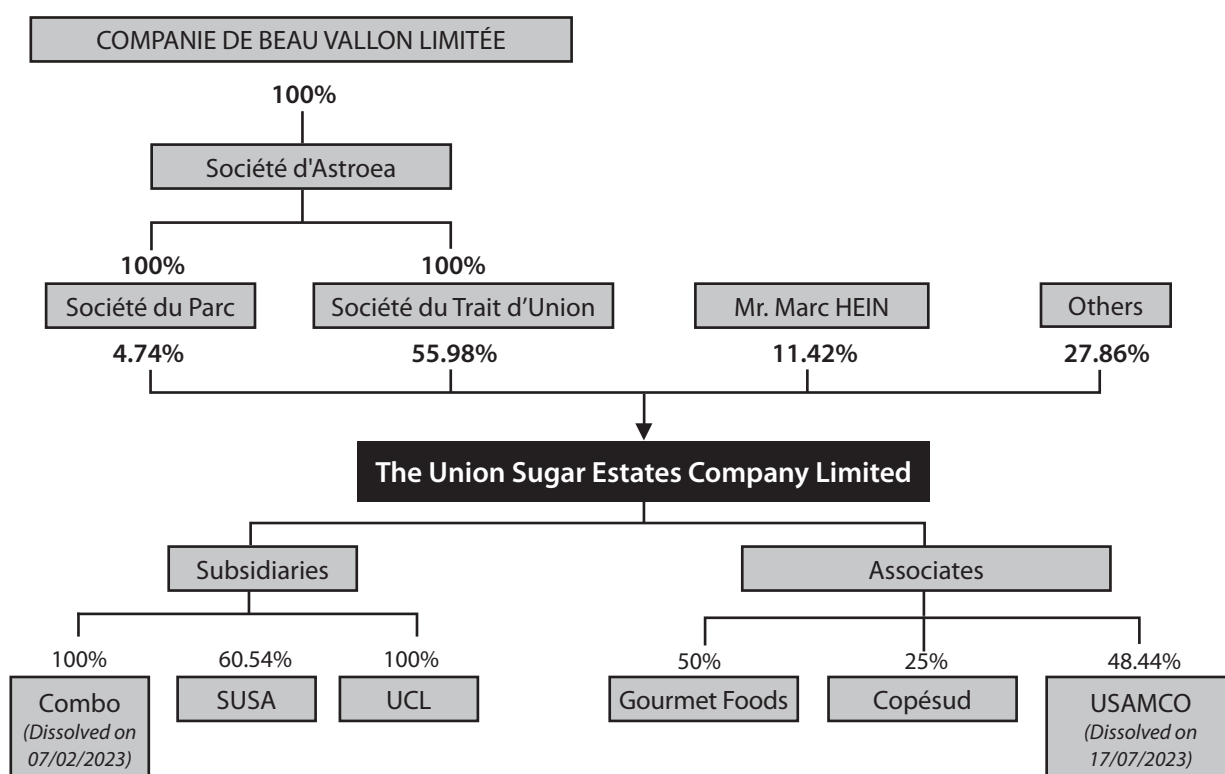 COMPANIE DE BEAU VALLON LIMITÉE
100%
Société d'Astroea
100%
100%
Société du Parc
Société du Trait d’Union
Mr. Marc HEIN
Others
4.74%
55.98%
11.42%
27.86%
The Union Sugar Estates Company Limited
Subsidiaries
Associates
100%
60.54%
100%
50%
25%
48.44%
Combo
(Dissolved on
07/02/2023)
SUSA
UCL
Gourmet Foods
Copésud
USAMCO
(Dissolved on
17/07/2023)